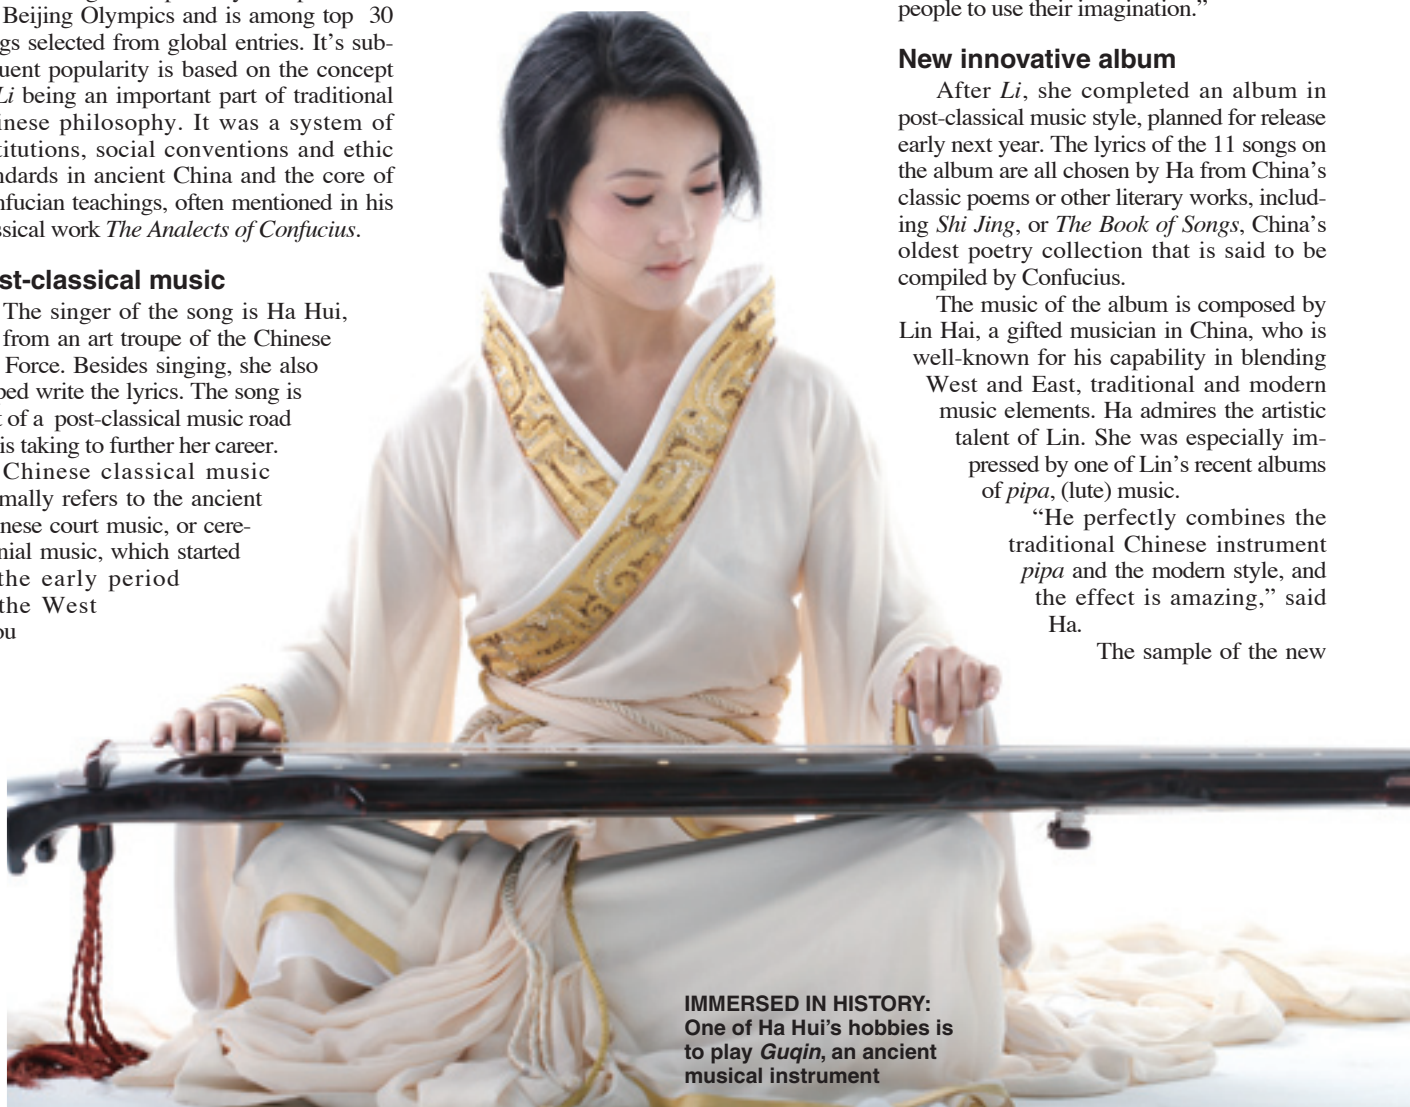 Beijing Olympics and is among top 30
gs selected from global entries. It's sub-
uent popularity is based on the concept
Li being an important part of traditional
inese philosophy. It was a system of
titutions, social conventions and ethic
ndards in ancient China and the core of
nfucian teachings, often mentioned in his
ssical work The Analects of Confucius.
st-classical music
The singer of the song is Ha Hui,
from an art troupe of the Chinese
Force. Besides singing, she also
ped write the lyrics. The song is
t of a post-classical music road
is taking to further her career.
Chinese classical music
mally refers to the ancient
nese court music, or cere-
nial music, which started
the early period
the West
ou
people to use their imagination.”
New innovative album
After Li, she completed an album in
post-classical music style, planned for release
early next year. The lyrics of the 11 songs on
the album are all chosen by Ha from China's
classic poems or other literary works, includ-
ing Shi Jing, or The Book of Songs, China's
oldest poetry collection that is said to be
compiled by Confucius.
The music of the album is composed by
Lin Hai, a gifted musician in China, who is
well-known for his capability in blending
West and East, traditional and modern
music elements. Ha admires the artistic
talent of Lin. She was especially im-
pressed by one of Lin's recent albums
of pipa, (lute) music.
“He perfectly combines the
traditional Chinese instrument
pipa and the modern style, and
the effect is amazing,” said
Ha.
The sample of the new
IMMERSED IN HISTORY:
One of Ha Hui's hobbies is
to play Guqin, an ancient
musical instrument